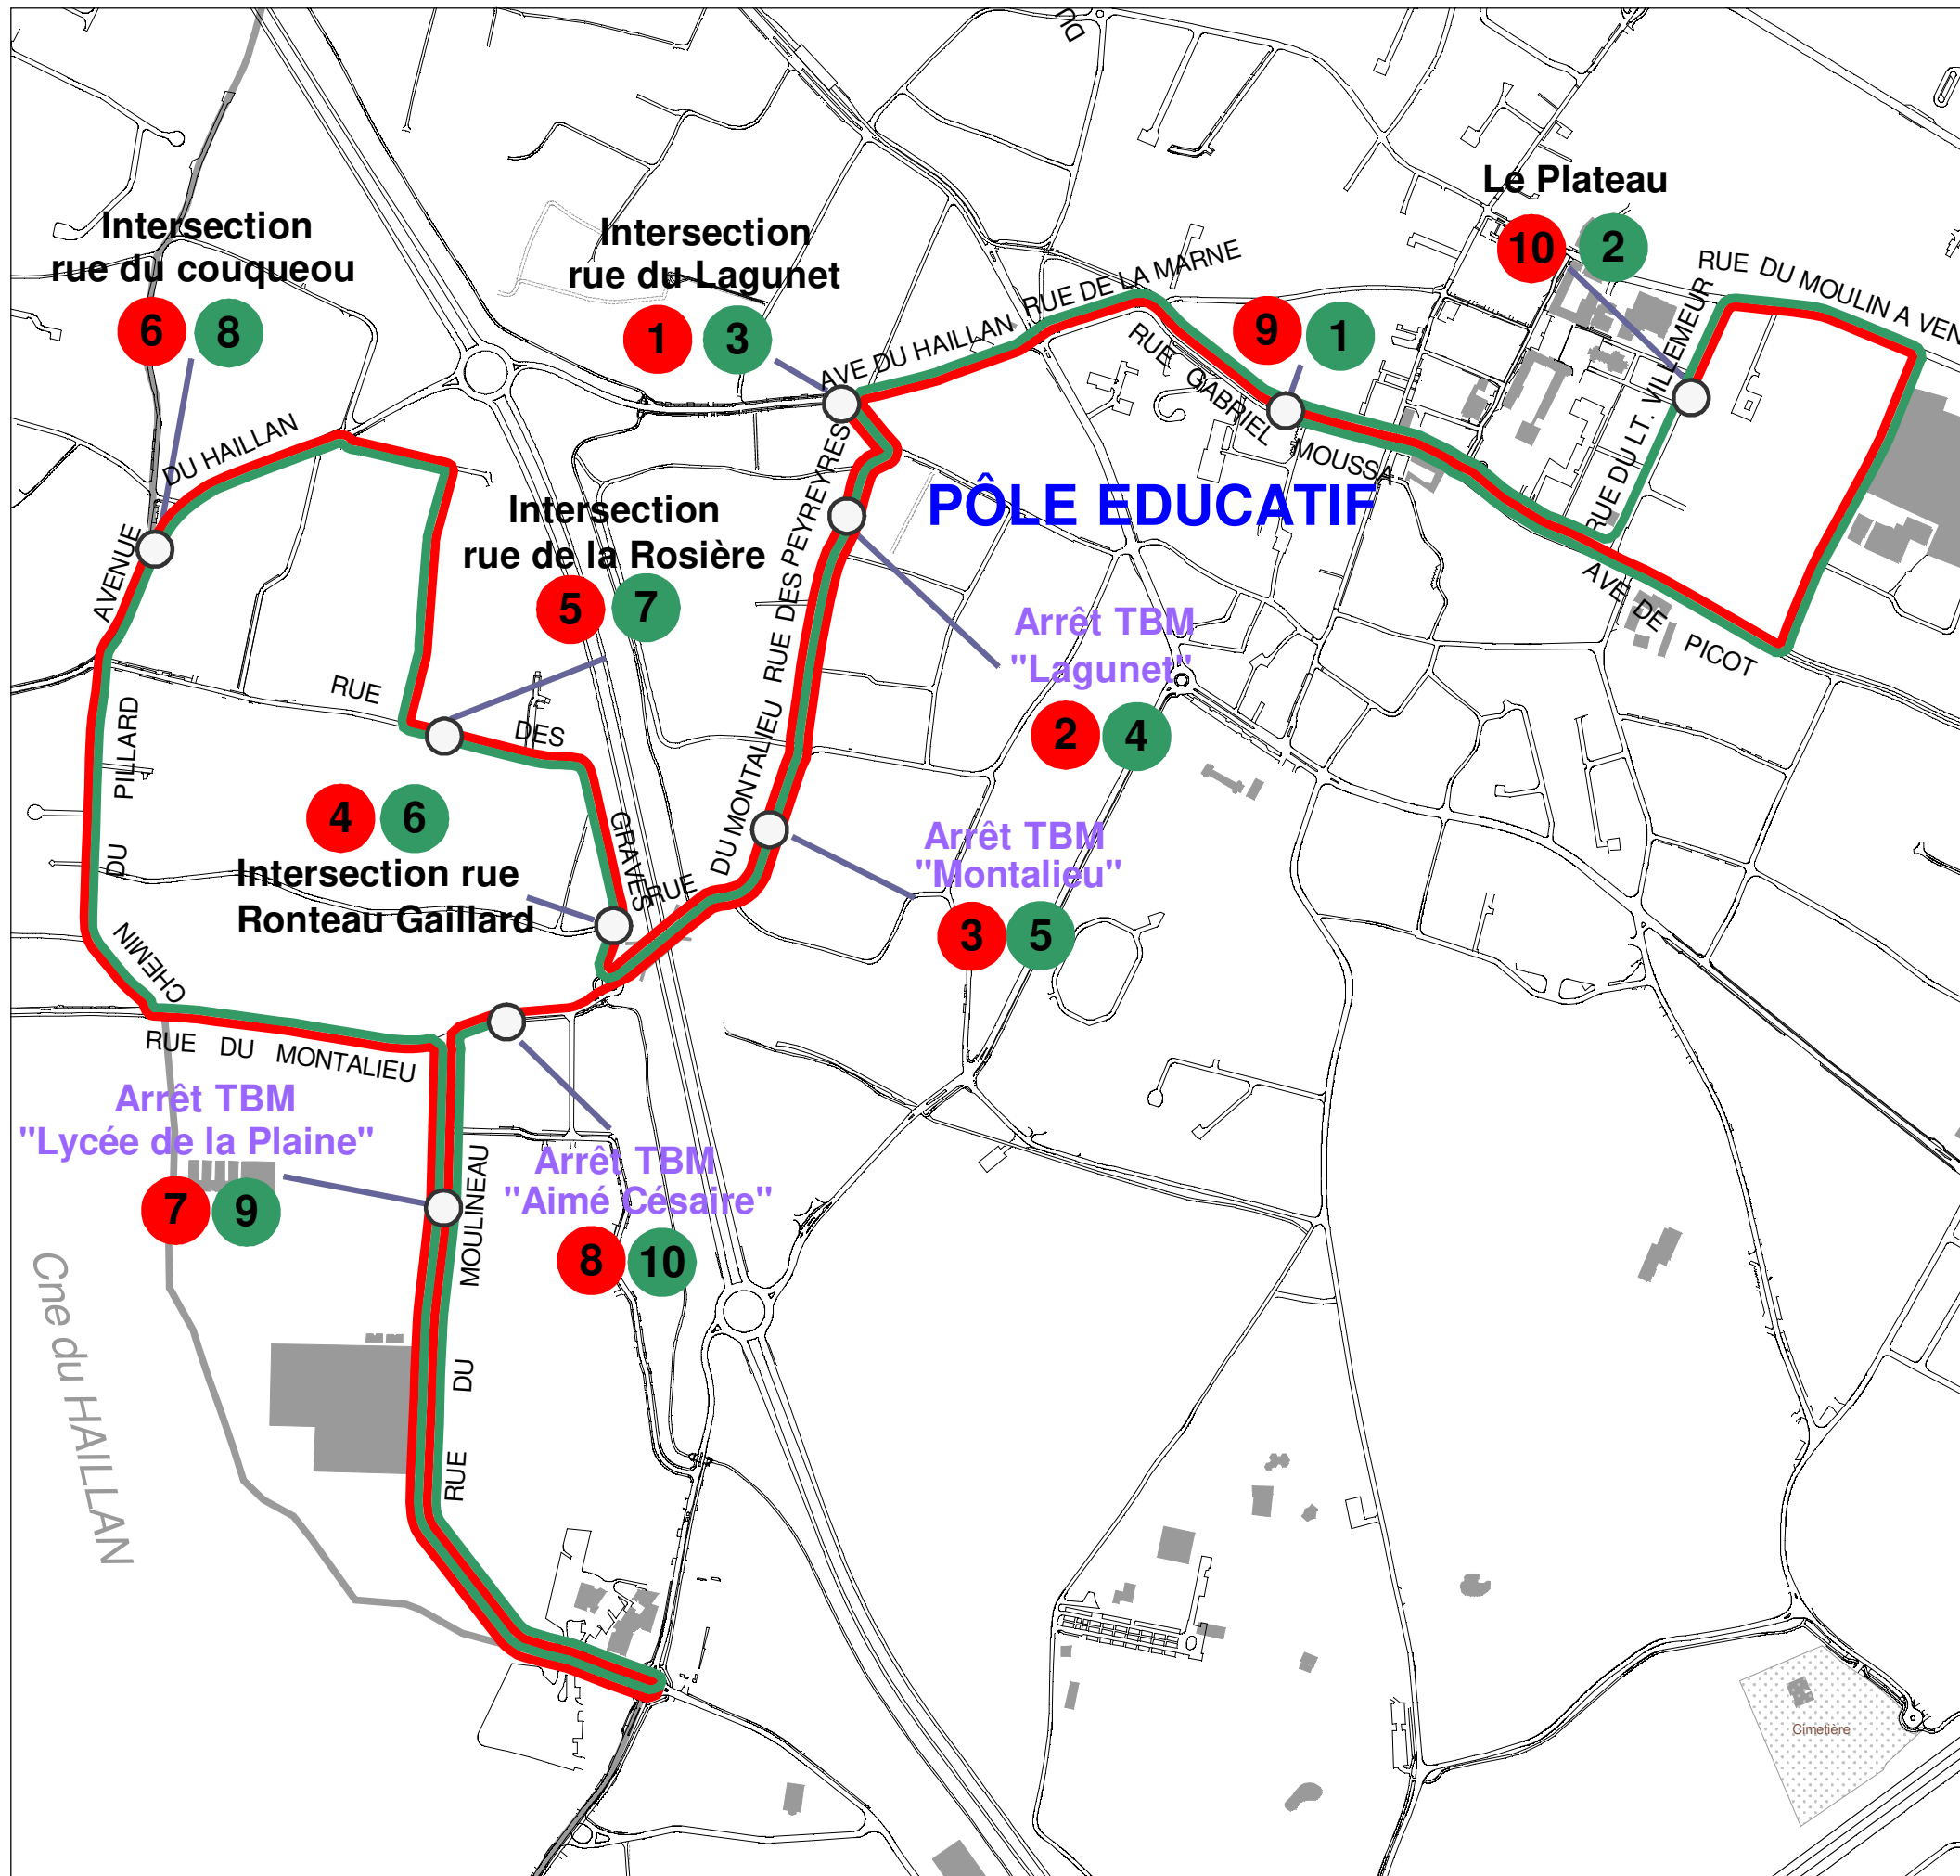 DU
Le Plateau
10 2
Intersection
rue du couqueou
6 8
Intersection
rue du Lagunet
1 3
RUE DU MOULIN A VEN
AVE DU HAILLAN
RUE DE LA MARNE
9 1
RUE GABRIEL MOUSSA
RUE DU LT. VILLEMEUR
AVENUE DU HAILLAN
PÔLE EDUCATIF
Intersection
rue de la Rosière
5 7
RUE DES PEYREYRES
AVE DE PICOT
Arrêt TBM
"Lagunet"
2 4
RUE DES GRAVES
CHEMIN DU PILLARD
4 6
Intersection rue
Ronteau Gaillard
RUE DU MONTALIEU
Arrêt TBM
"Montalieu"
3 5
RUE DU MONTALIEU
Arrêt TBM
"Lycée de la Plaine"
7 9
Arrêt TBM
"Aimé Césaire"
8 10
RUE DU MOULINEAU
Cne du HAILLAN
Cimetière